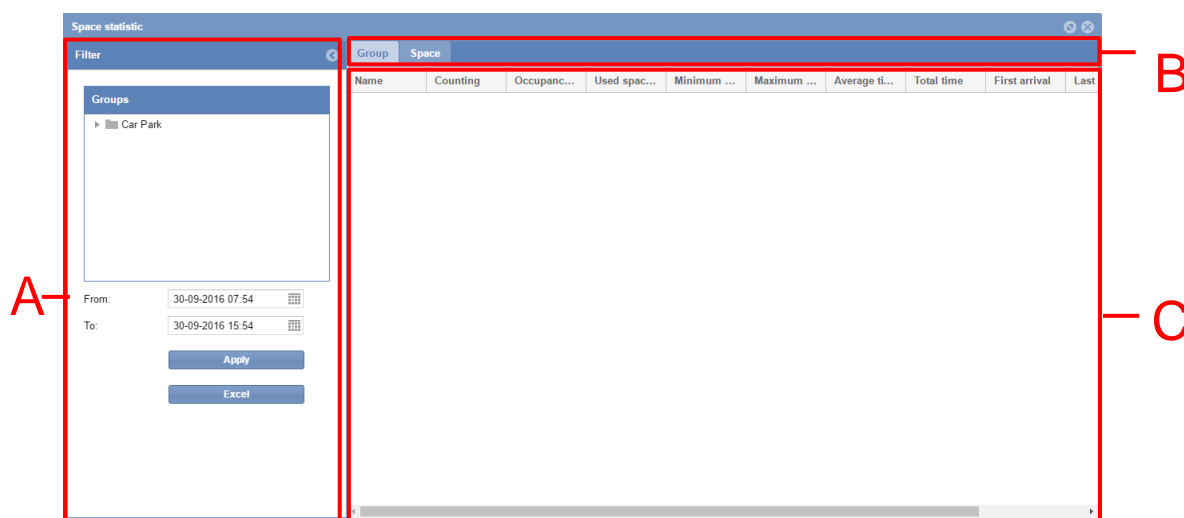 Space statistic
Filter
Group Space
B
Name Counting Occupanc... Used spac... Minimum ... Maximum ... Average ti... Total time First arrival Last
Groups
Car Park
A
From: 30-09-2016 07:54
C
To: 30-09-2016 15:54
Apply
Excel